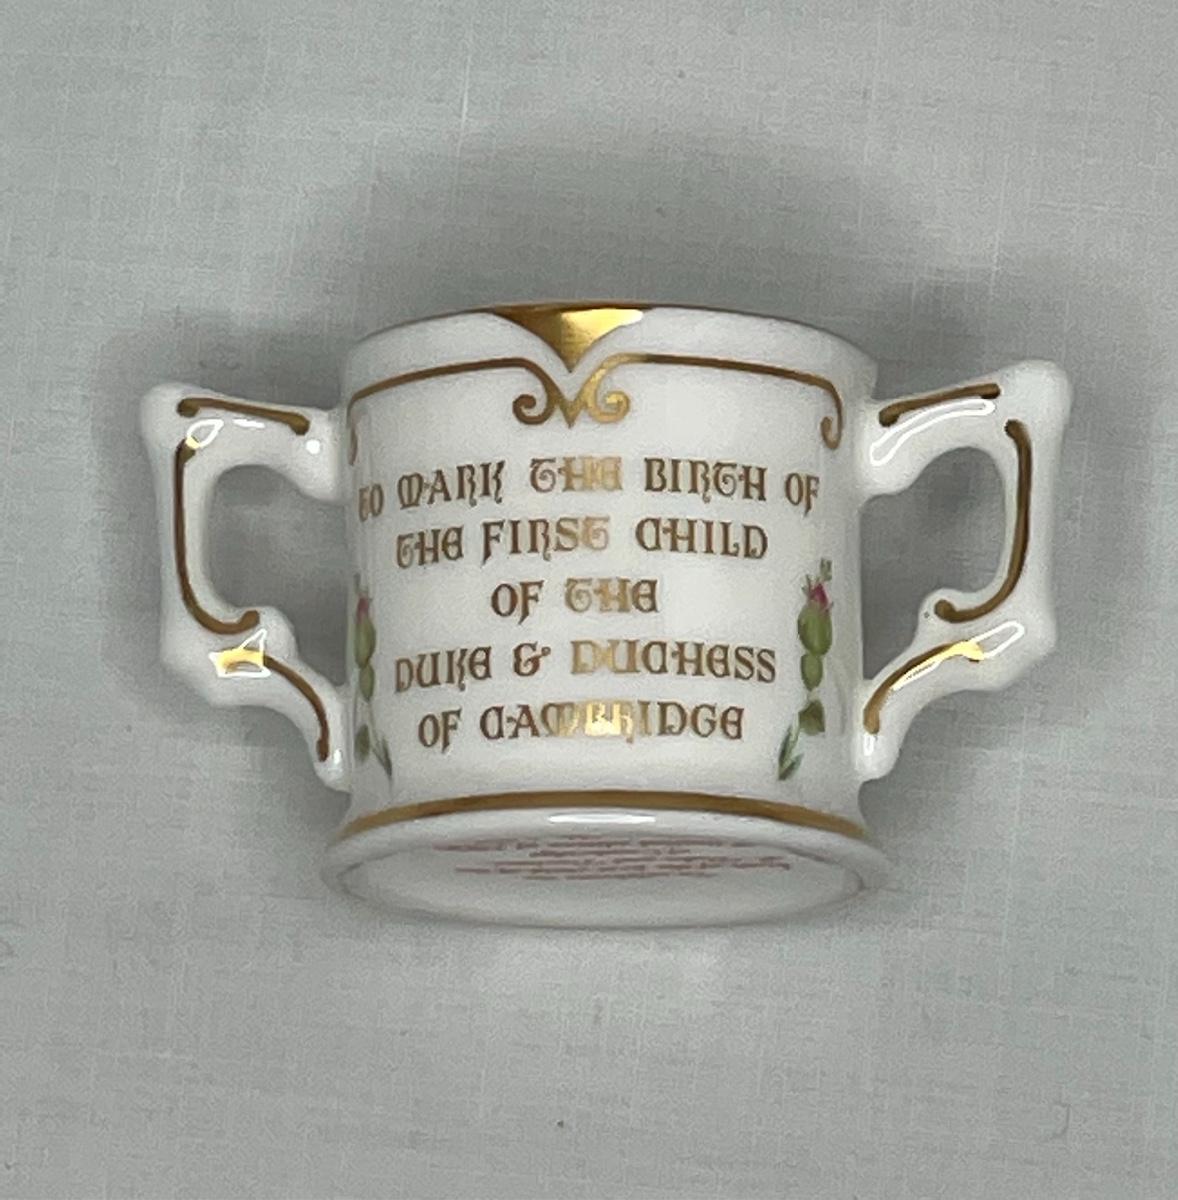 TO MARK THE BIRTH OF
THE FIRST CHILD
OF THE
DUKE & DUCHESS
OF CAMBRIDGE